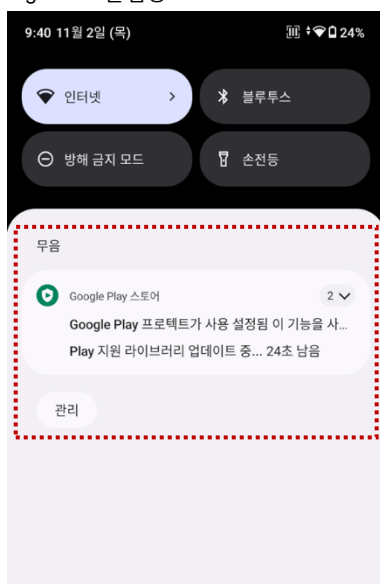 9:40 11월 2일 (목)
24%
인터넷
블루투스
방해 금지 모드
손전등
무음
Google Play 스토어
2
Google Play 프로텍트가 사용 설정됨 이 기능을 사...
Play 지원 라이브러리 업데이트 중... 24초 남음
관리